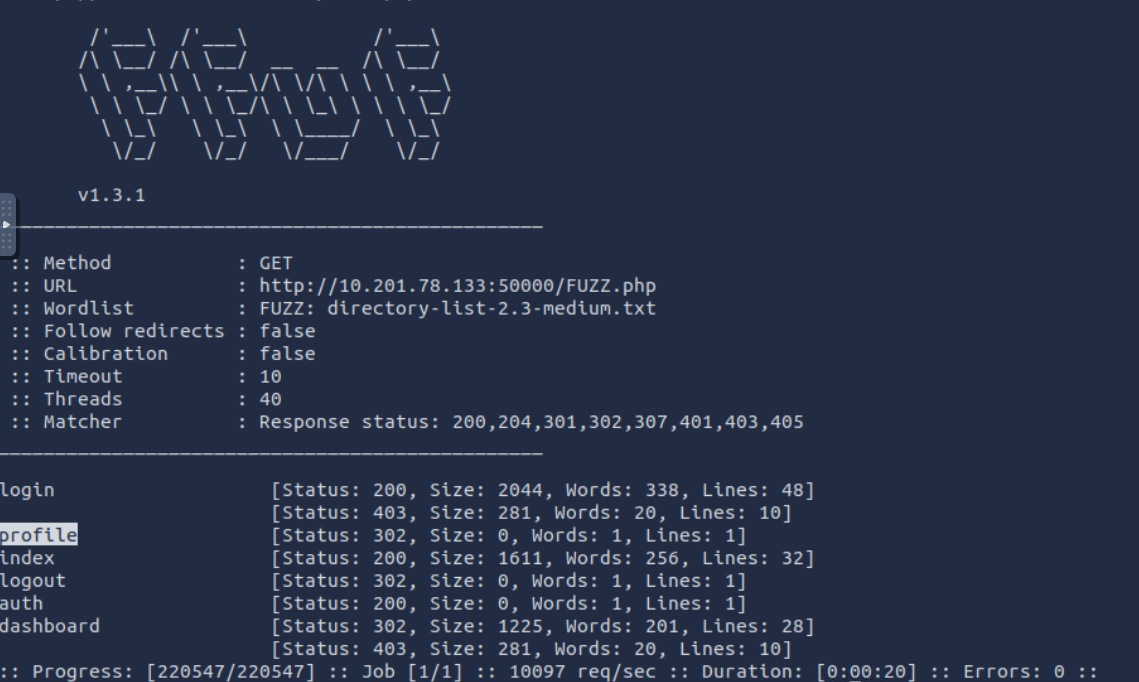 v1.3.1
:: Method : GET
:: URL : http://10.201.78.133:50000/FUZZ.php
:: Wordlist : FUZZ: directory-list-2.3-medium.txt
:: Follow redirects : false
:: Calibration : false
:: Timeout : 10
:: Threads : 40
:: Matcher : Response status: 200,204,301,302,307,401,403,405
login [Status: 200, Size: 2044, Words: 338, Lines: 48]
[Status: 403, Size: 281, Words: 20, Lines: 10]
profile [Status: 302, Size: 0, Words: 1, Lines: 1]
index [Status: 200, Size: 1611, Words: 256, Lines: 32]
logout [Status: 302, Size: 0, Words: 1, Lines: 1]
auth [Status: 200, Size: 0, Words: 1, Lines: 1]
dashboard [Status: 302, Size: 1225, Words: 201, Lines: 28]
[Status: 403, Size: 281, Words: 20, Lines: 10]
:: Progress: [220547/220547] :: Job [1/1] :: 10097 req/sec :: Duration: [0:00:20] :: Errors: 0 ::